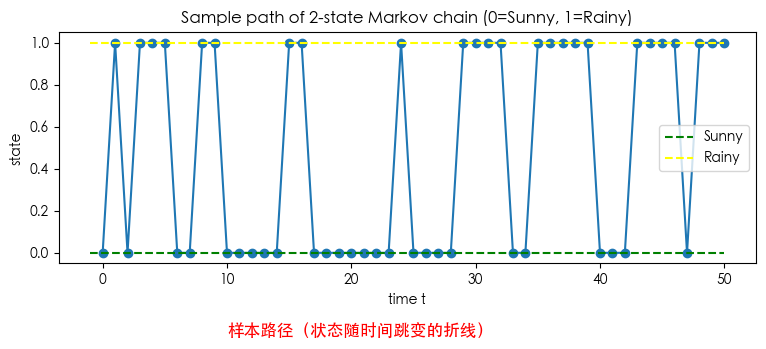 Sample path of 2-state Markov chain (0=Sunny, 1=Rainy)
1.0
0.8
0.6
0.4
0.2
0.0
state
Sunny
Rainy
0 10 20 30 40 50
time t
样本路径（状态随时间跳变的折线）